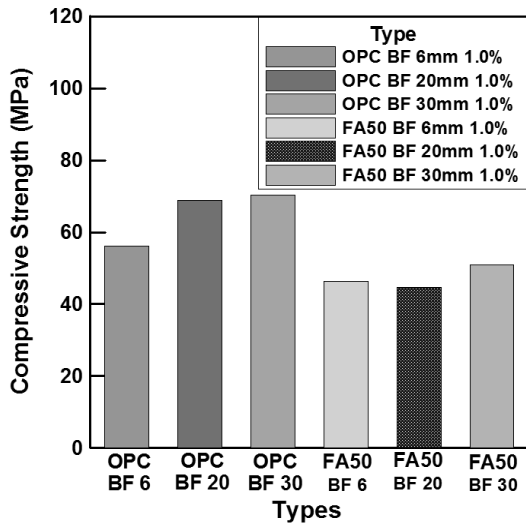 120
100
80
60
40
20
0
Compressive Strength (MPa)
Type
OPC BF 6mm 1.0%
OPC BF 20mm 1.0%
OPC BF 30mm 1.0%
FA50 BF 6mm 1.0%
FA50 BF 20mm 1.0%
FA50 BF 30mm 1.0%
OPC OPC OPC FA50 FA50 FA50
BF 6 BF 20 BF 30 BF 6 BF 20 BF 30
Types